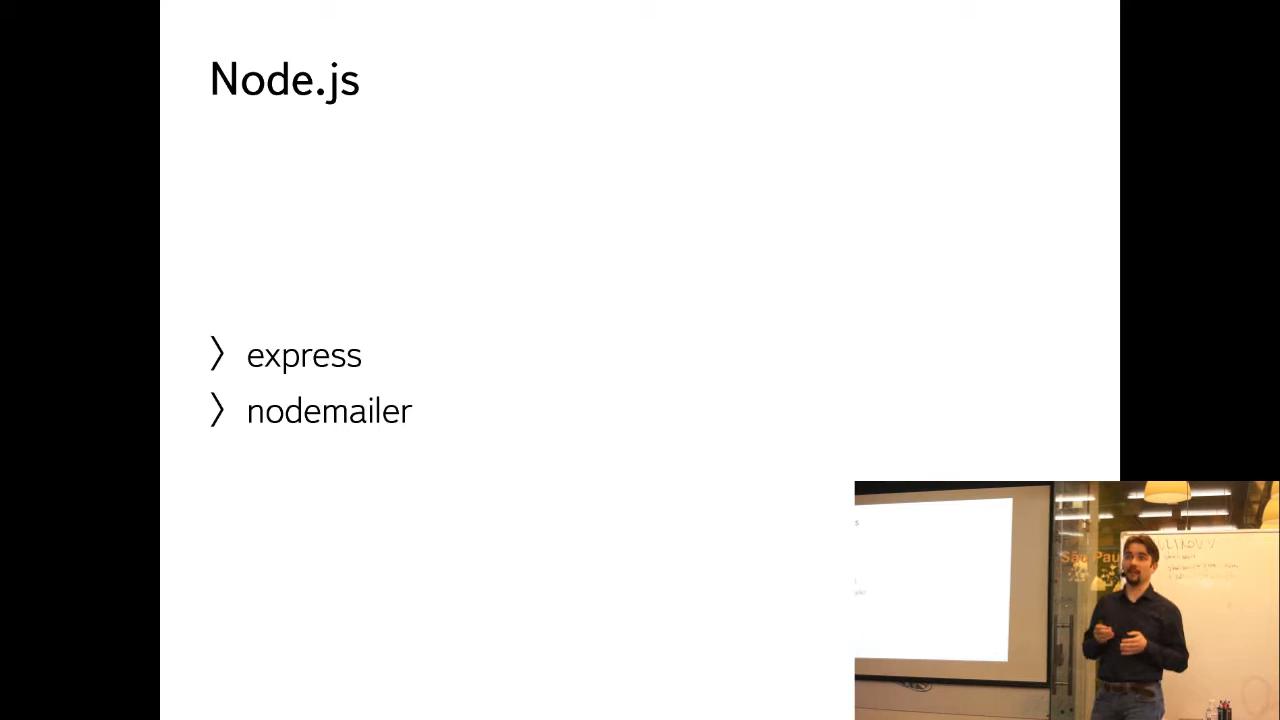 Node.js
〉 express
〉 nodemailer
São Pau